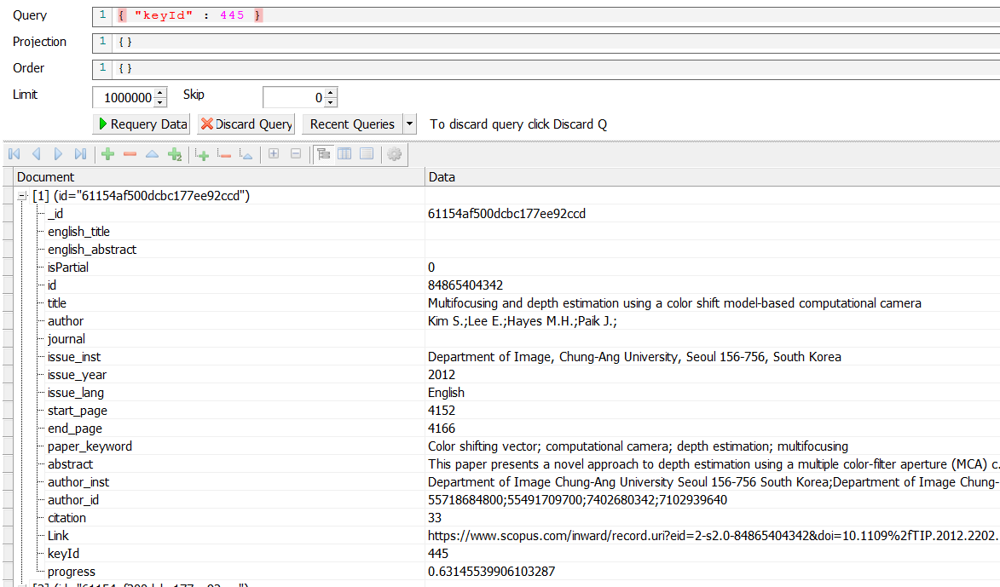 Query 1 { "keyId" : 445 }
Projection 1 {}
Order 1 {}
Limit 1000000 Skip 0
Requery Data Discard Query Recent Queries To discard query click Discard Q
Document Data
[1] (id="61154af500dcbc177ee92ccd")
_id 61154af500dcbc177ee92ccd
english_title
english_abstract
isPartial 0
id 84865404342
title Multifocusing and depth estimation using a color shift model-based computational camera
author Kim S.;Lee E.;Hayes M.H.;Paik J.;
journal
issue_inst Department of Image, Chung-Ang University, Seoul 156-756, South Korea
issue_year 2012
issue_lang English
start_page 4152
end_page 4166
paper_keyword Color shifting vector; computational camera; depth estimation; multifocusing
abstract This paper presents a novel approach to depth estimation using a multiple color-filter aperture (MCA) c.
author_inst Department of Image Chung-Ang University Seoul 156-756 South Korea;Department of Image Chung-
author_id 55718684800;55491709700;7402680342;7102939640
citation 33
Link https://www.scopus.com/inward/record.uri?eid=2-s2.0-84865404342&doi=10.1109%2fTIP.2012.2202.
keyId 445
progress 0.63145539906103287